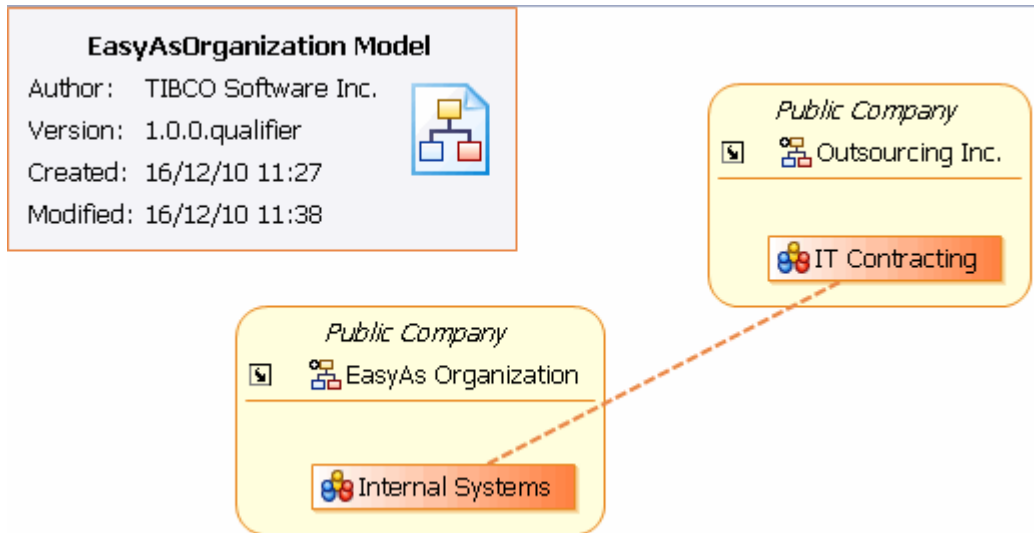 EasyAsOrganization Model
Author: TIBCO Software Inc.
Version: 1.0.0.qualifier
Created: 16/12/10 11:27
Modified: 16/12/10 11:38
Public Company
Outsourcing Inc.
IT Contracting
Public Company
EasyAs Organization
Internal Systems